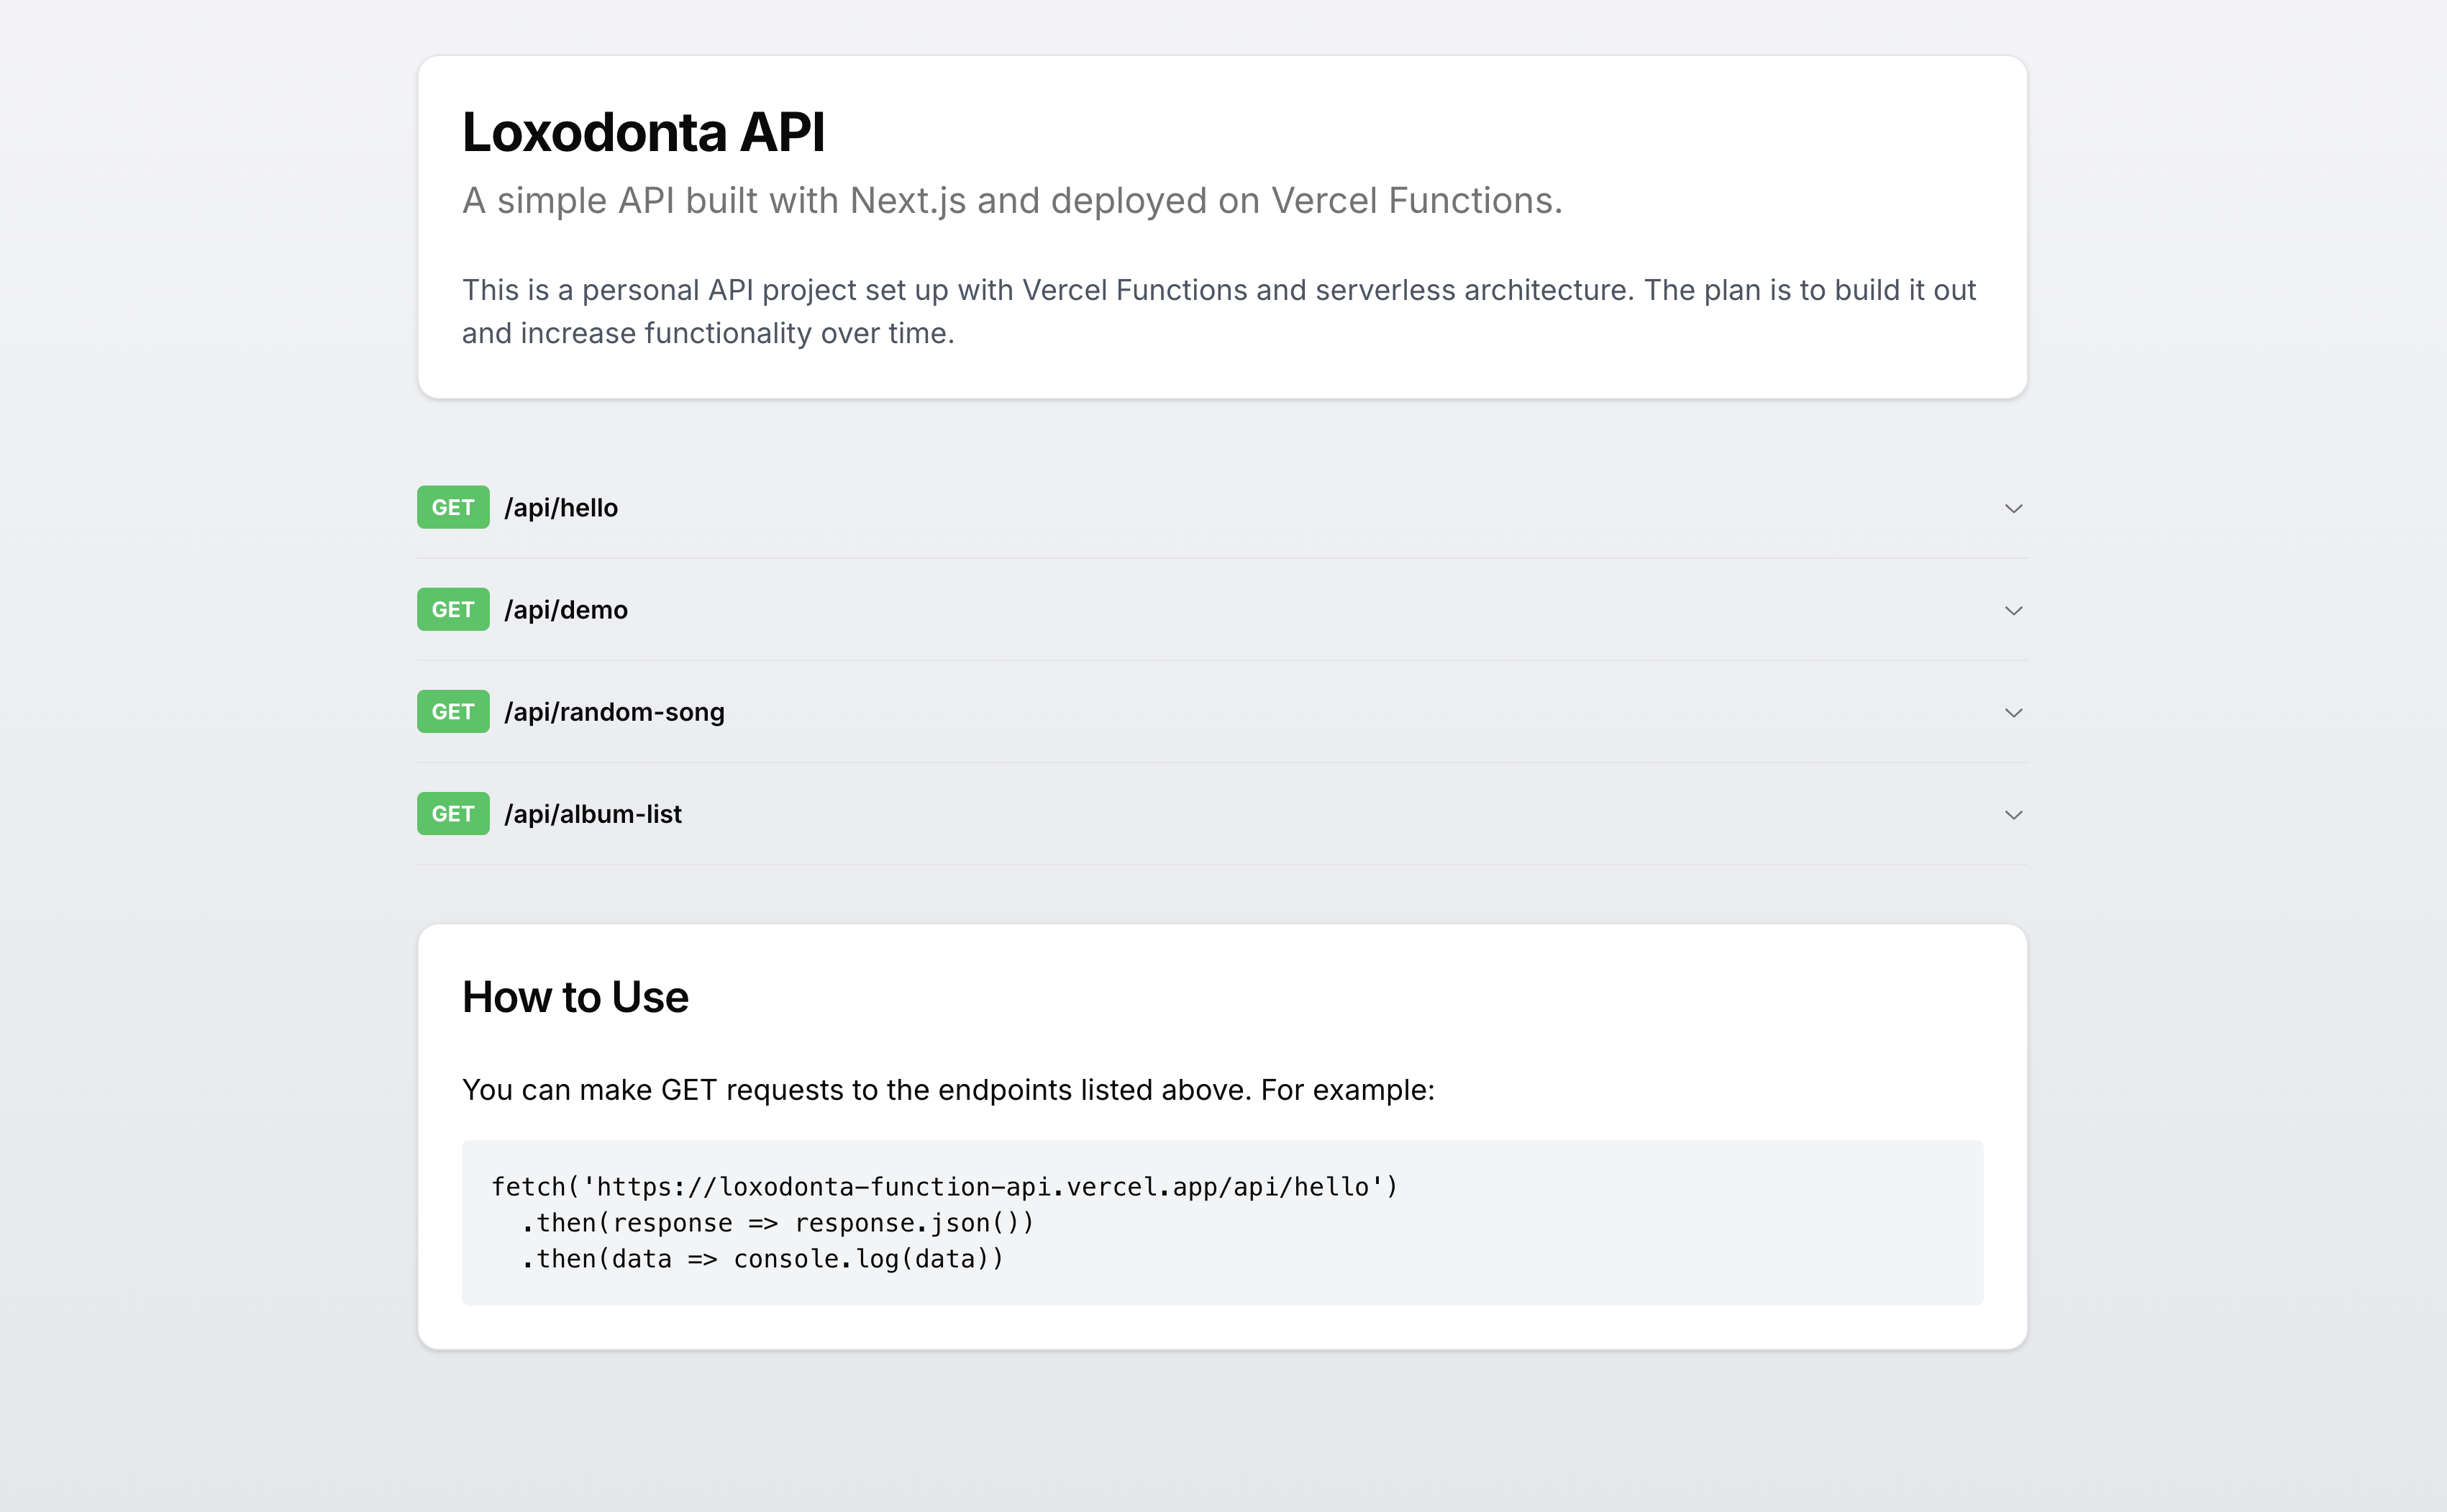 Loxodonta API
A simple API built with Next.js and deployed on Vercel Functions.
This is a personal API project set up with Vercel Functions and serverless architecture. The plan is to build it out
and increase functionality over time.
GET /api/hello
GET /api/demo
GET /api/random-song
GET /api/album-list
How to Use
You can make GET requests to the endpoints listed above. For example:
fetch('https://loxodonta-function-api.vercel.app/api/hello')
  .then(response => response.json())
  .then(data => console.log(data))